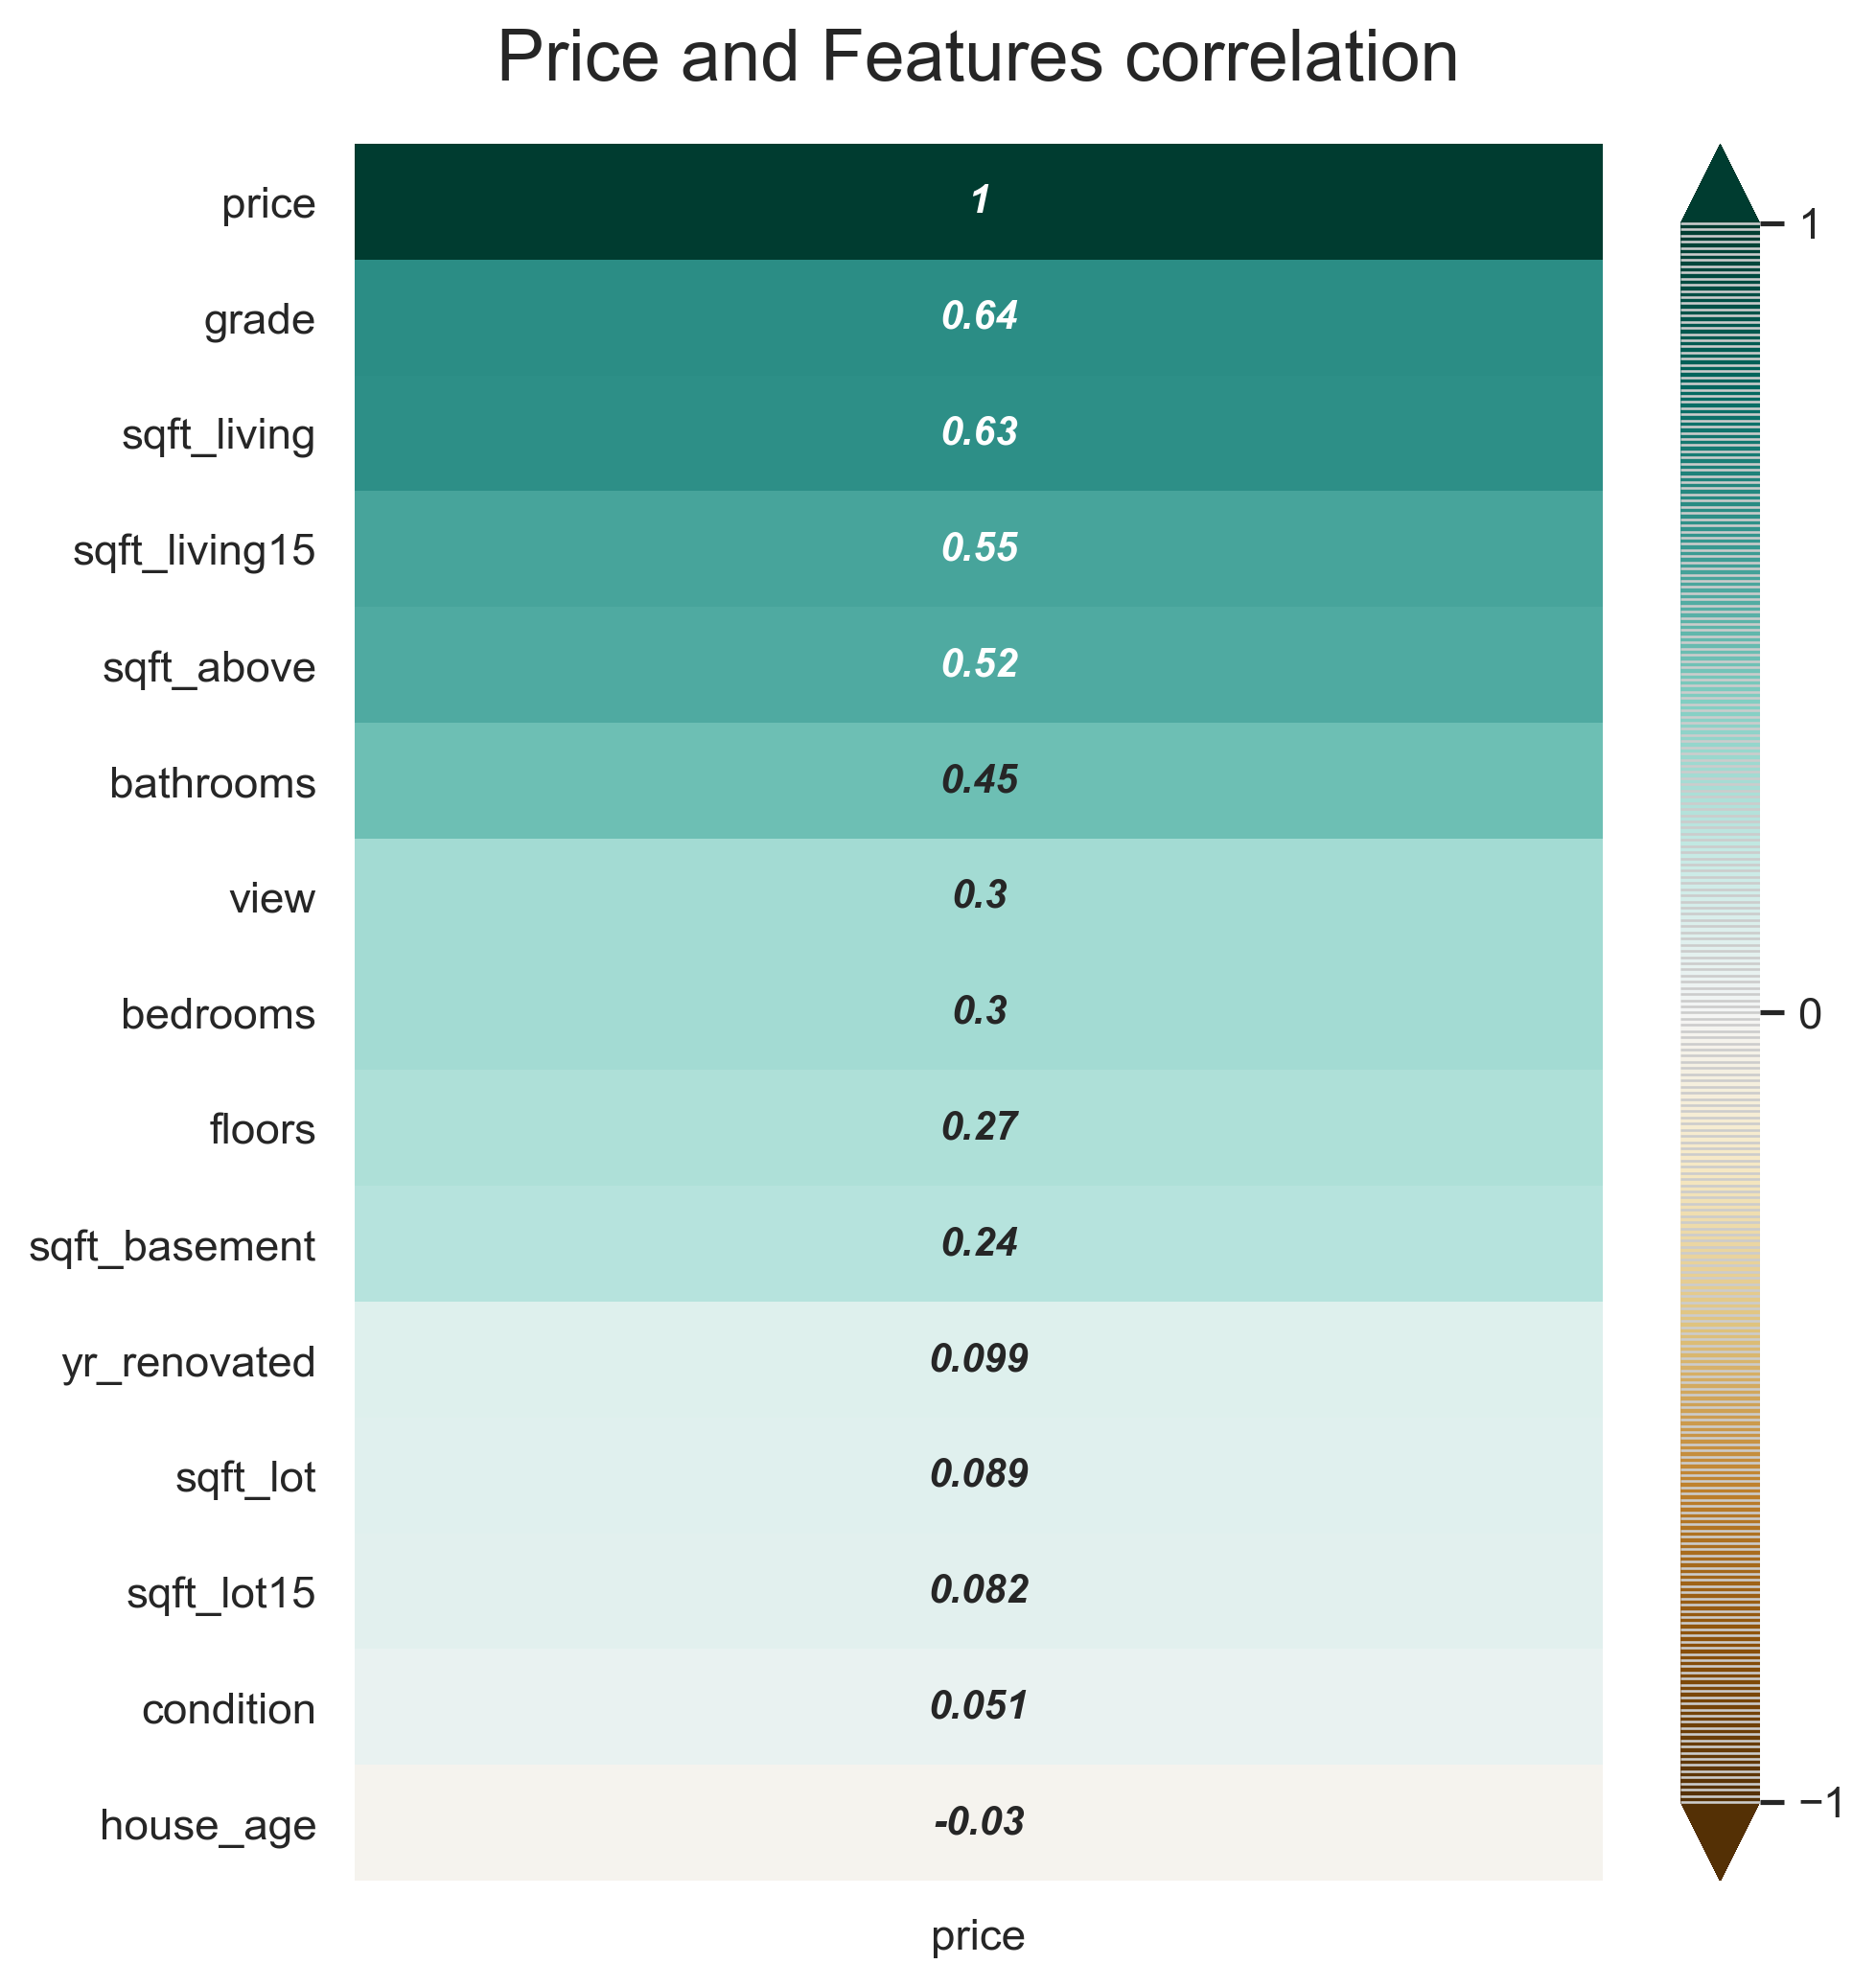 Price and Features correlation
price 1
grade 0.64
sqft_living 0.63
sqft_living15 0.55
sqft_above 0.52
bathrooms 0.45
view 0.3
bedrooms 0.3
floors 0.27
sqft_basement 0.24
yr_renovated 0.099
sqft_lot 0.089
sqft_lot15 0.082
condition 0.051
house_age -0.03
price
1
0
−1